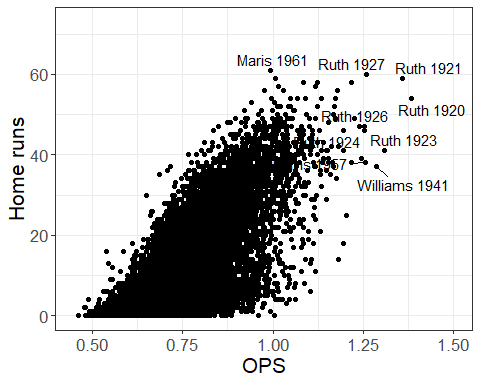 Maris 1961
Ruth 1927
Ruth 1921
Ruth 1926
Ruth 1920
1924
Ruth 1923
1957
Williams 1941
Home runs
60
40
20
0
0.50
0.75
1.00
1.25
1.50
OPS